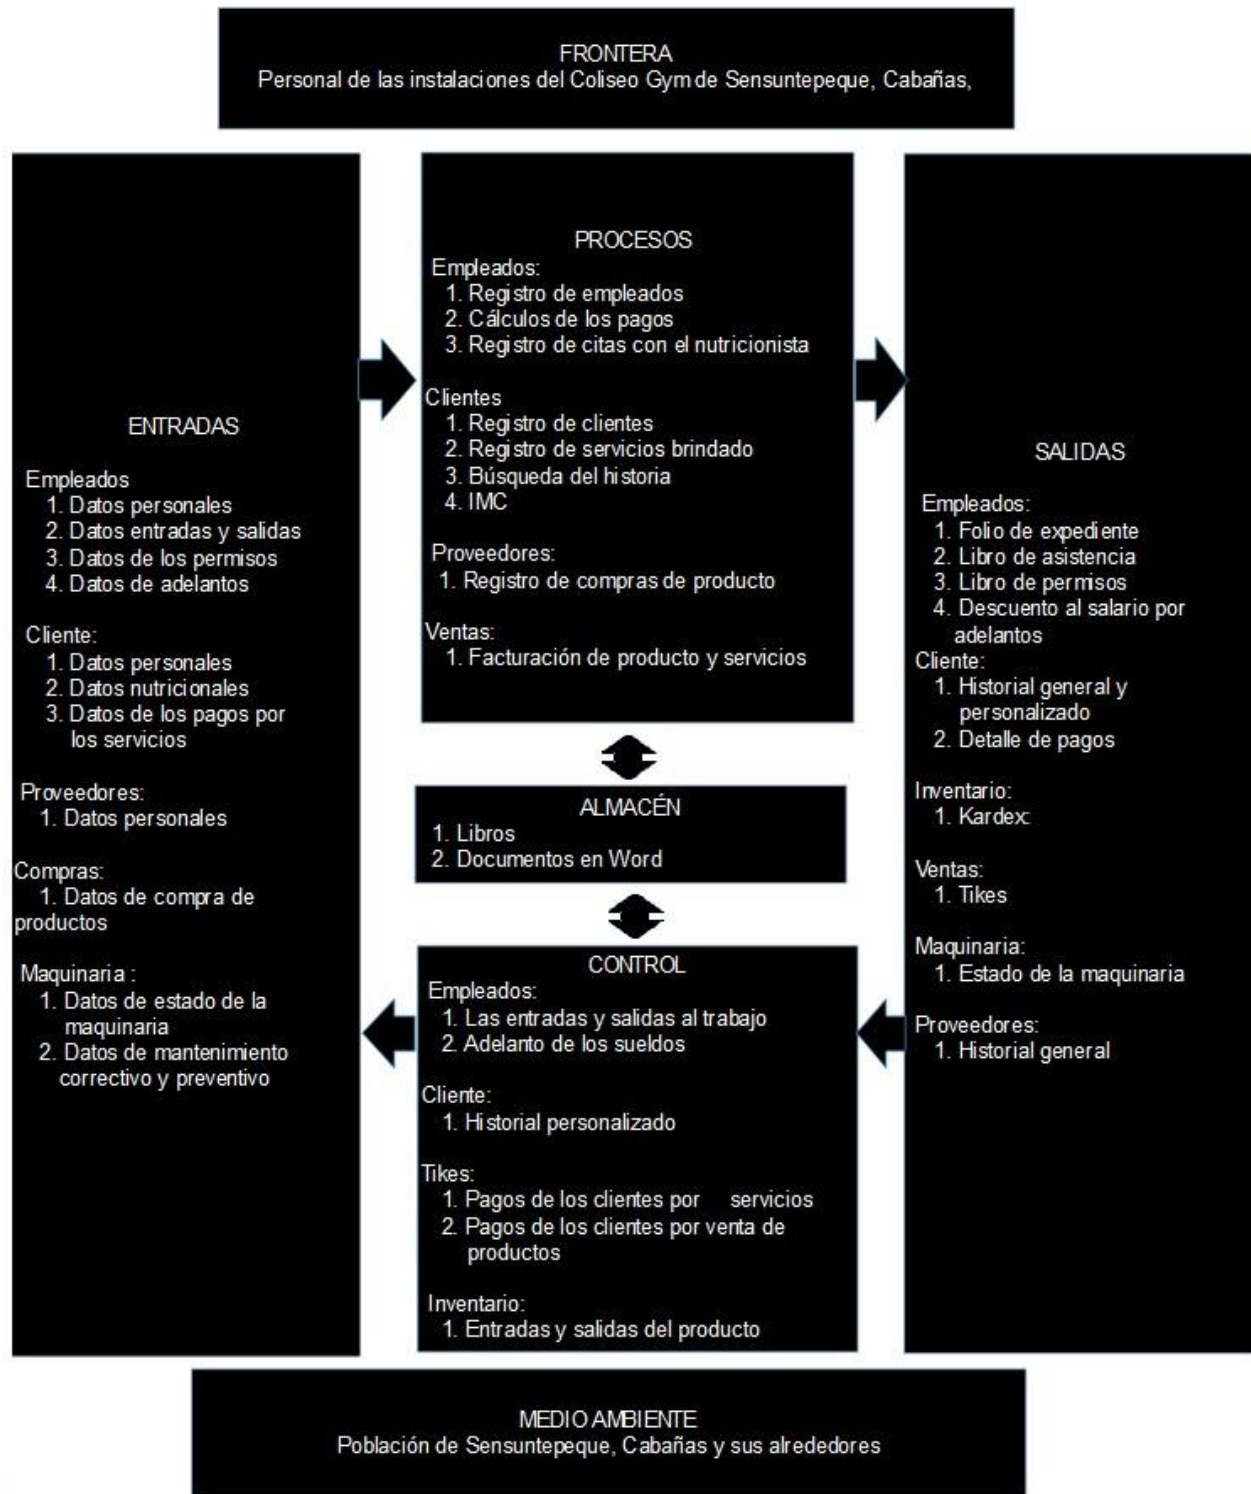 FRONTERA
Personal de las instalaciones del Coliseo Gym de Sensuntepeque, Cabañas,
ENTRADAS
Empleados
1. Datos personales
2. Datos entradas y salidas
3. Datos de los permisos
4. Datos de adelantos
Cliente:
1. Datos personales
2. Datos nutricionales
3. Datos de los pagos por
los servicios
Proveedores:
1. Datos personales
Compras:
1. Datos de compra de
productos
Maquinaria :
1. Datos de estado de la
maquinaria
2. Datos de mantenimiento
correctivo y preventivo
PROCESOS
Empleados:
1. Registro de empleados
2. Cálculos de los pagos
3. Registro de citas con el nutricionista
Clientes
1. Registro de clientes
2. Registro de servicios brindado
3. Búsqueda del historia
4. IMC
Proveedores:
1. Registro de compras de producto
Ventas:
1. Facturación de producto y servicios
ALMACÉN
1. Libros
2. Documentos en Word
CONTROL
Empleados:
1. Las entradas y salidas al trabajo
2. Adelanto de los sueldos
Cliente:
1. Historial personalizado
Tikes:
1. Pagos de los clientes por servicios
2. Pagos de los clientes por venta de
productos
Inventario:
1. Entradas y salidas del producto
SALIDAS
Empleados:
1. Folio de expediente
2. Libro de asistencia
3. Libro de permisos
4. Descuento al salario por
adelantos
Cliente:
1. Historial general y
personalizado
2. Detalle de pagos
Inventario:
1. Kardex:
Ventas:
1. Tikes
Maquinaria:
1. Estado de la maquinaria
Proveedores:
1. Historial general
MEDIO AMBIENTE
Población de Sensuntepeque, Cabañas y sus alrededores